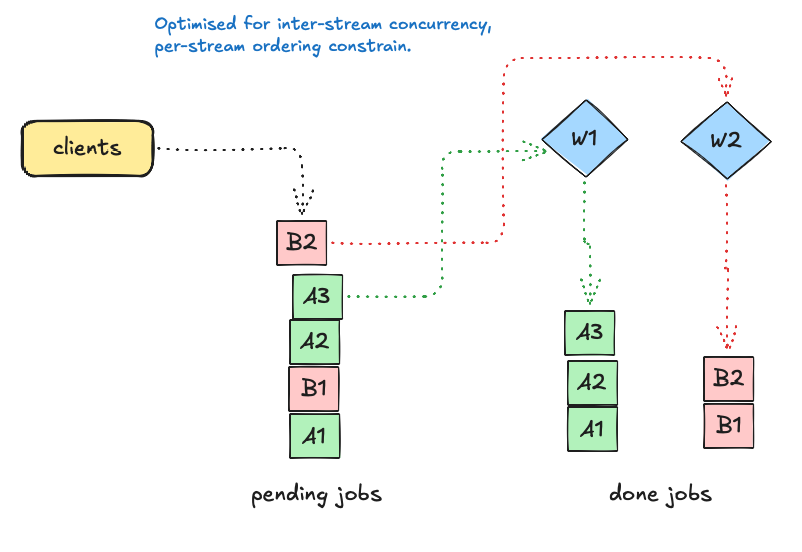 Optimised for inter-stream concurrency,
per-stream ordering constrain.
clients
W1
W2
B2
A3
A2
B1
A1
A3
A2
A1
B2
B1
pending jobs
done jobs